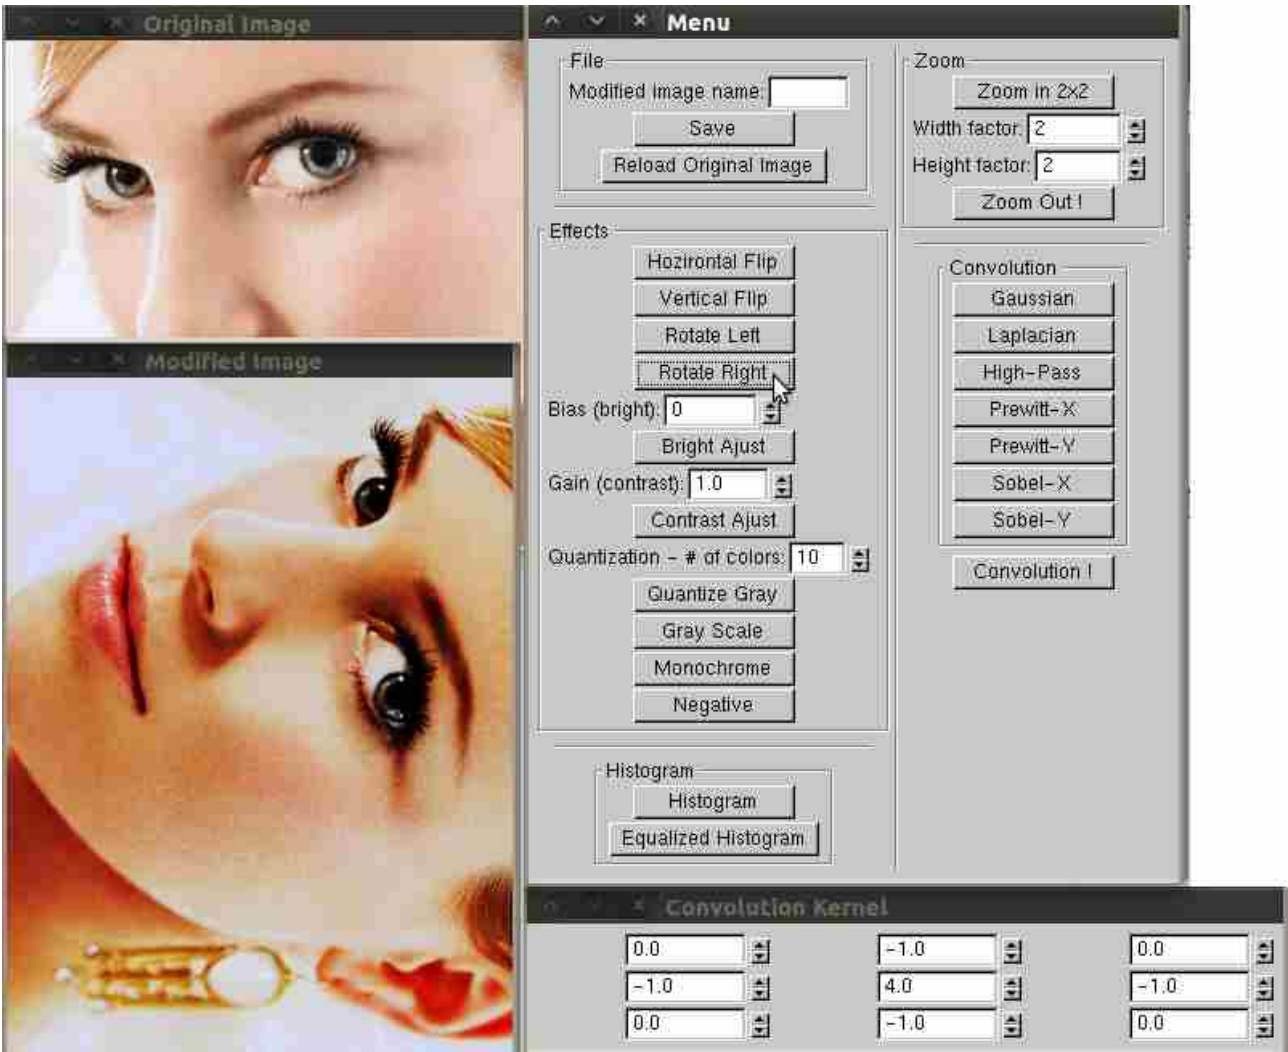 Original Image
Menu
File
Modified image name:
Save
Reload Original Image
Effects
Hozirontal Flip
Vertical Flip
Rotate Left
Rotate Right
Bias (bright): 0
Bright Ajust
Gain (contrast): 1.0
Contrast Ajust
Quantization - # of colors: 10
Quantize Gray
Gray Scale
Monochrome
Negative
Histogram
Histogram
Equalized Histogram
Zoom
Zoom in 2x2
Width factor: 2
Height factor: 2
Zoom Out !
Convolution
Gaussian
Laplacian
High-Pass
Prewitt-X
Prewitt-Y
Sobel-X
Sobel-Y
Convolution !
Modified Image
Convolution Kernel
0.0 -1.0 0.0
-1.0 4.0 -1.0
0.0 -1.0 0.0